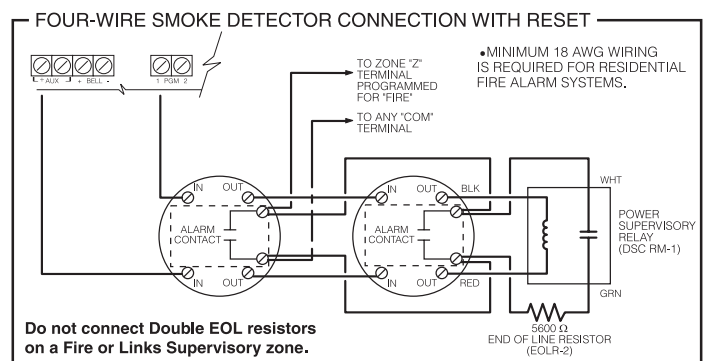 FOUR-WIRE SMOKE DETECTOR CONNECTION WITH RESET
+ AUX - + BELL -
1 PGM 2
TO ZONE "Z"
TERMINAL
PROGRAMMED
FOR "FIRE"
TO ANY "COM"
TERMINAL
•MINIMUM 18 AWG WIRING
IS REQUIRED FOR RESIDENTIAL
FIRE ALARM SYSTEMS.
IN OUT
ALARM
CONTACT
IN OUT
IN OUT
ALARM
CONTACT
IN OUT
BLK
RED
WHT
POWER
SUPERVISORY
RELAY
(DSC RM-1)
GRN
5600 Ω
END OF LINE RESISTOR
(EOLR-2)
Do not connect Double EOL resistors
on a Fire or Links Supervisory zone.